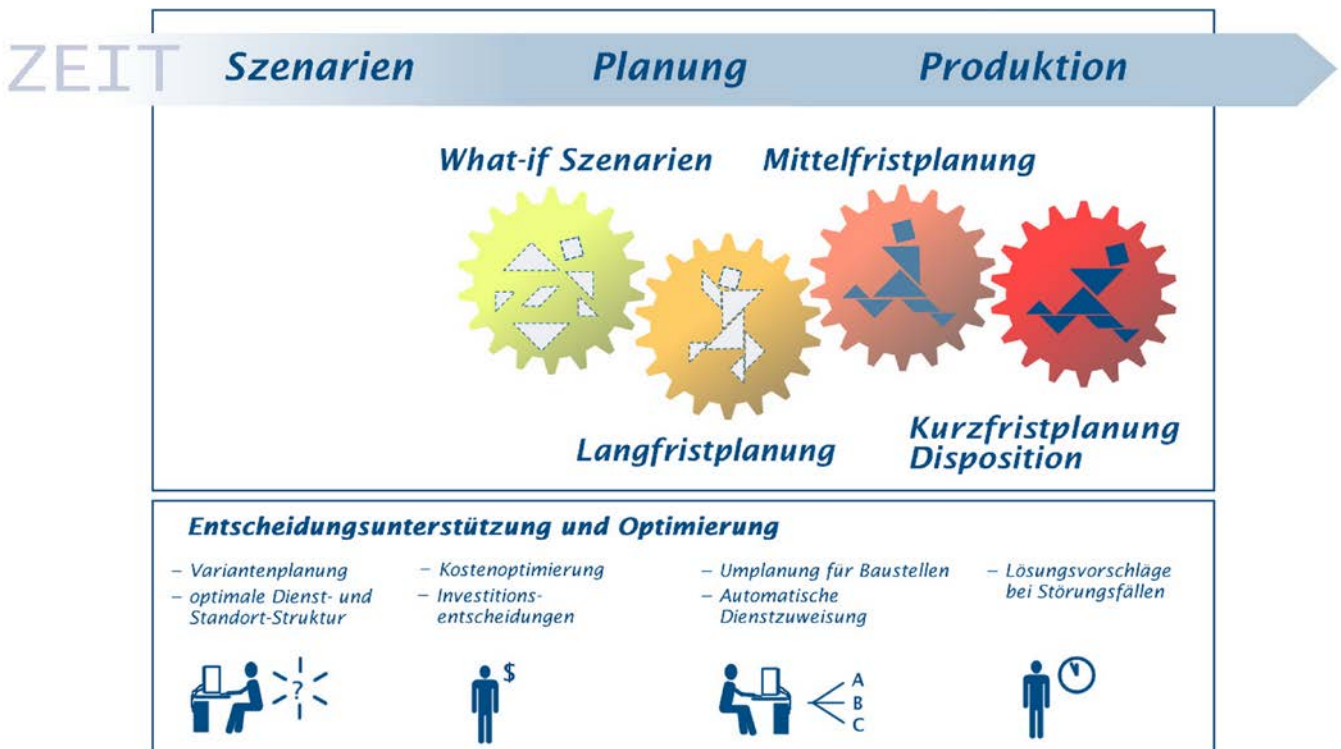 ZEIT Szenarien Planung Produktion
What-if Szenarien Mittelfristplanung
Langfristplanung
Kurzfristplanung
Disposition
Entscheidungsunterstützung und Optimierung
– Variantenplanung
– optimale Dienst- und
Standort-Struktur
– Kostenoptimierung
– Investitions-
entscheidungen
– Umplanung für Baustellen
– Automatische
Dienstzuweisung
– Lösungsvorschläge
bei Störungsfällen
?
$
A
B
C